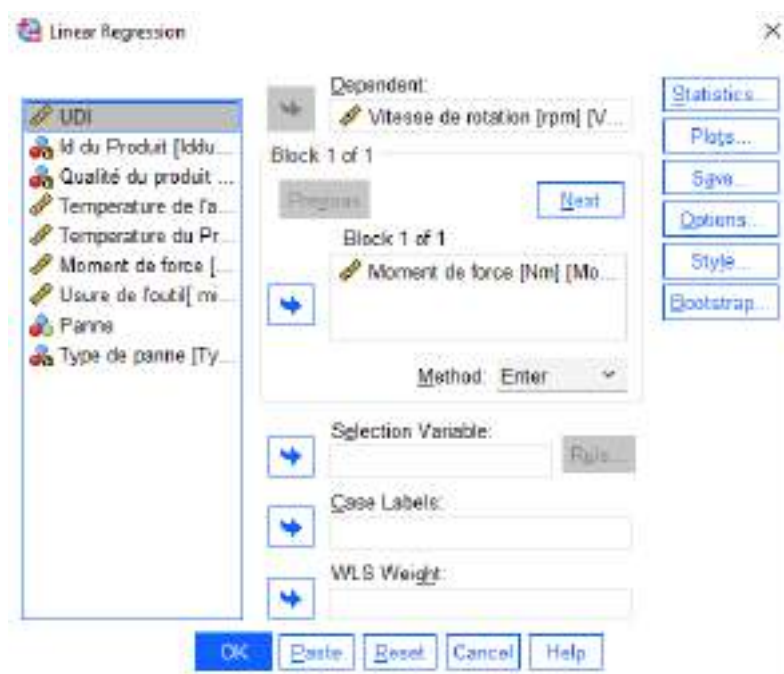 Linear Regression
UDI
Id du Produit [Iddu...
Qualité du produit ...
Temperature de l'a...
Temperature du Pr...
Moment de force [...
Usure de l'outil[ mi...
Panne
Type de panne [Ty...
Dependent:
Vitesse de rotation [rpm] [V...
Block 1 of 1
Previous
Next
Block 1 of 1
Moment de force [Nm] [Mo...
Method: Enter
Selection Variable:
Rule...
Case Labels:
WLS Weight:
Statistics...
Plots...
Save...
Options...
Style...
Bootstrap...
OK
Paste
Reset
Cancel
Help